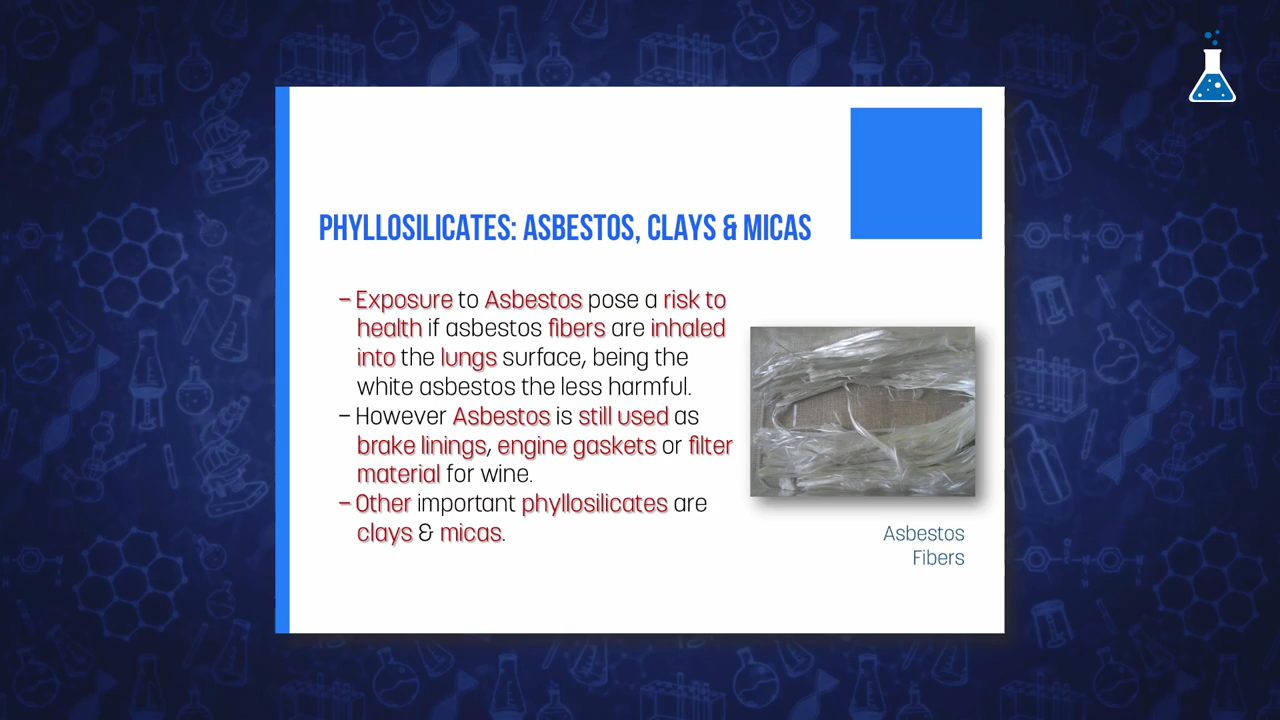 PHYLLOSILICATES: ASBESTOS, CLAYS & MICAS
– Exposure to Asbestos pose a risk to
health if asbestos fibers are inhaled
into the lungs surface, being the
white asbestos the less harmful.
– However Asbestos is still used as
brake linings, engine gaskets or filter
material for wine.
– Other important phyllosilicates are
clays & micas.
Asbestos
Fibers